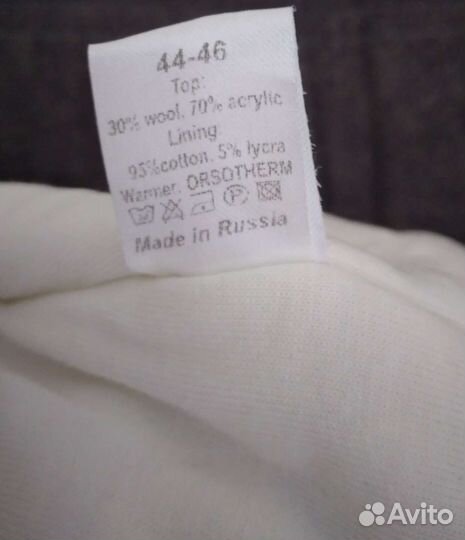 44-46
Top:
30% wool, 70% acrylic
Lining:
95%cotton, 5% lycra
Warmer: ORSOTHERM
Made in Russia
Avito